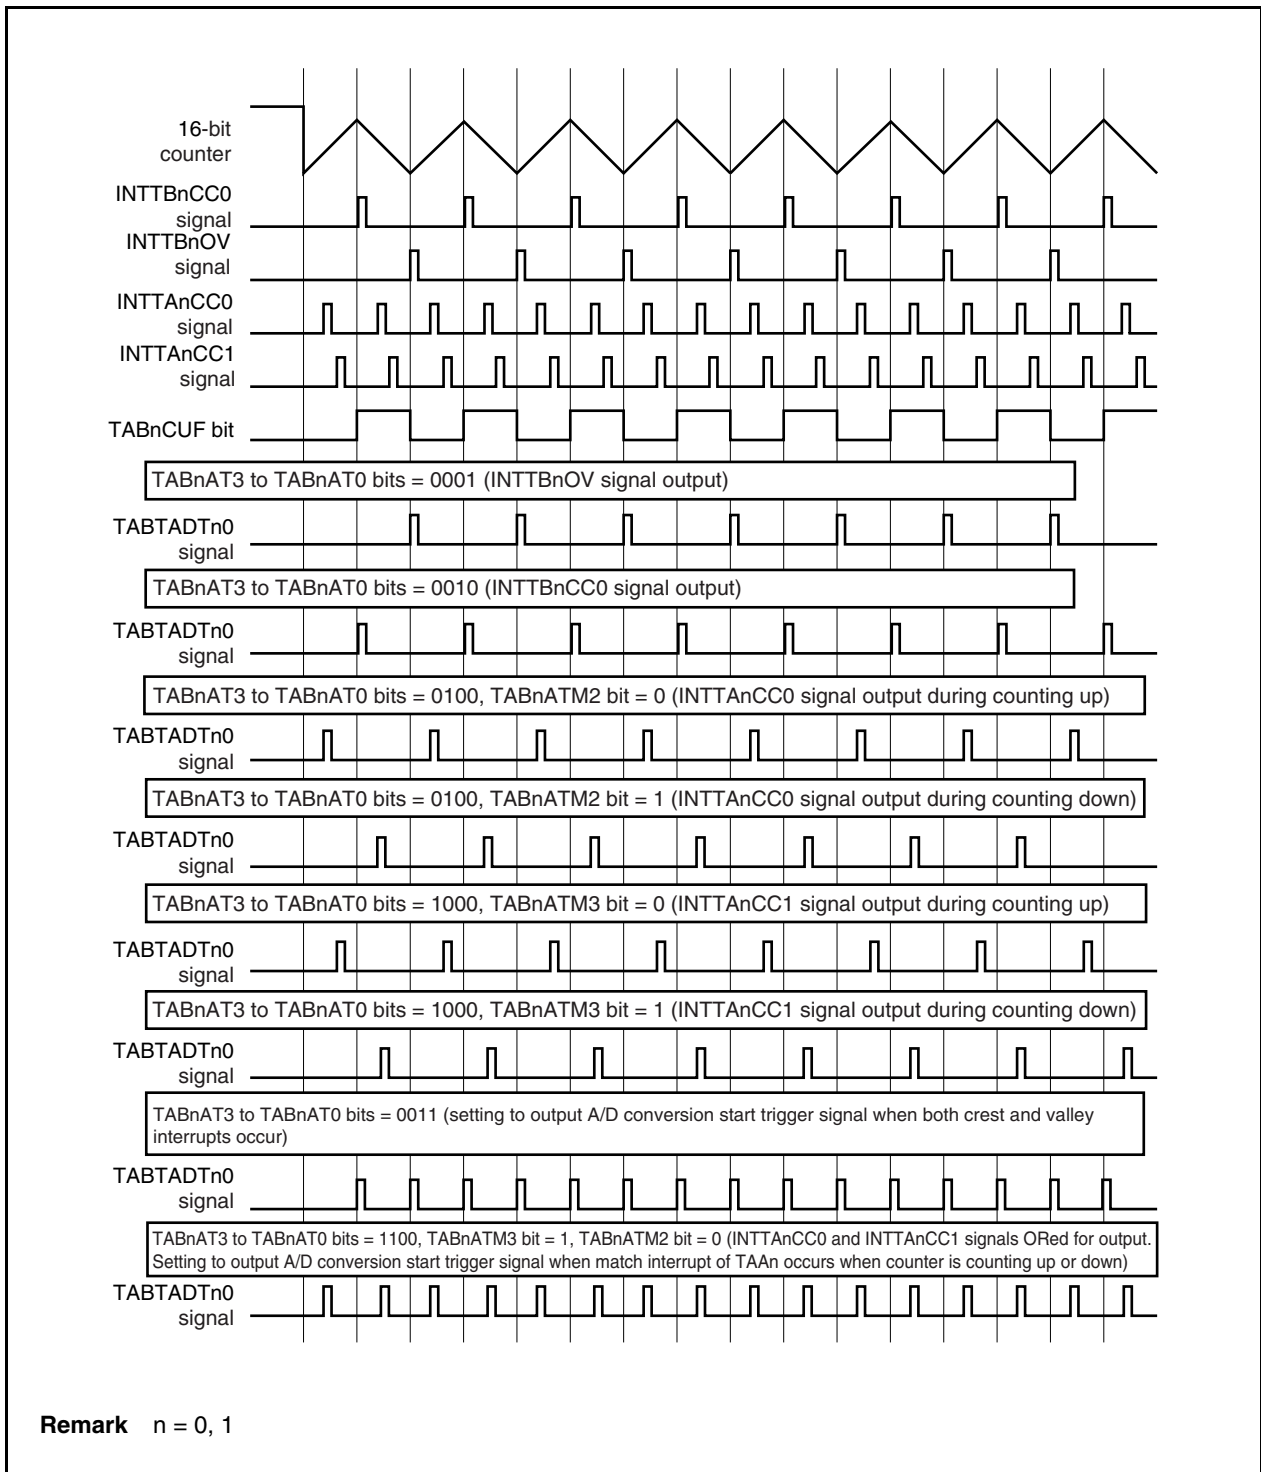 16-bit
counter
INTTBnCC0
signal
INTTBnOV
signal
INTTAnCC0
signal
INTTAnCC1
signal
TABnCUF bit
TABnAT3 to TABnAT0 bits = 0001 (INTTBnOV signal output)
TABTADTn0
signal
TABnAT3 to TABnAT0 bits = 0010 (INTTBnCC0 signal output)
TABTADTn0
signal
TABnAT3 to TABnAT0 bits = 0100, TABnATM2 bit = 0 (INTTAnCC0 signal output during counting up)
TABTADTn0
signal
TABnAT3 to TABnAT0 bits = 0100, TABnATM2 bit = 1 (INTTAnCC0 signal output during counting down)
TABTADTn0
signal
TABnAT3 to TABnAT0 bits = 1000, TABnATM3 bit = 0 (INTTAnCC1 signal output during counting up)
TABTADTn0
signal
TABnAT3 to TABnAT0 bits = 1000, TABnATM3 bit = 1 (INTTAnCC1 signal output during counting down)
TABTADTn0
signal
TABnAT3 to TABnAT0 bits = 0011 (setting to output A/D conversion start trigger signal when both crest and valley
interrupts occur)
TABTADTn0
signal
TABnAT3 to TABnAT0 bits = 1100, TABnATM3 bit = 1, TABnATM2 bit = 0 (INTTAnCC0 and INTTAnCC1 signals ORed for output.
Setting to output A/D conversion start trigger signal when match interrupt of TAAn occurs when counter is counting up or down)
TABTADTn0
signal
Remark n = 0, 1